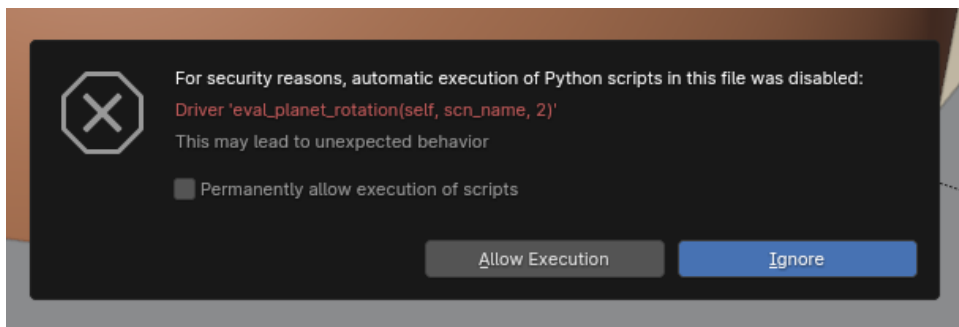 For security reasons, automatic execution of Python scripts in this file was disabled:
Driver 'eval_planet_rotation(self, scn_name, 2)'
This may lead to unexpected behavior
Permanently allow execution of scripts
Allow Execution
Ignore